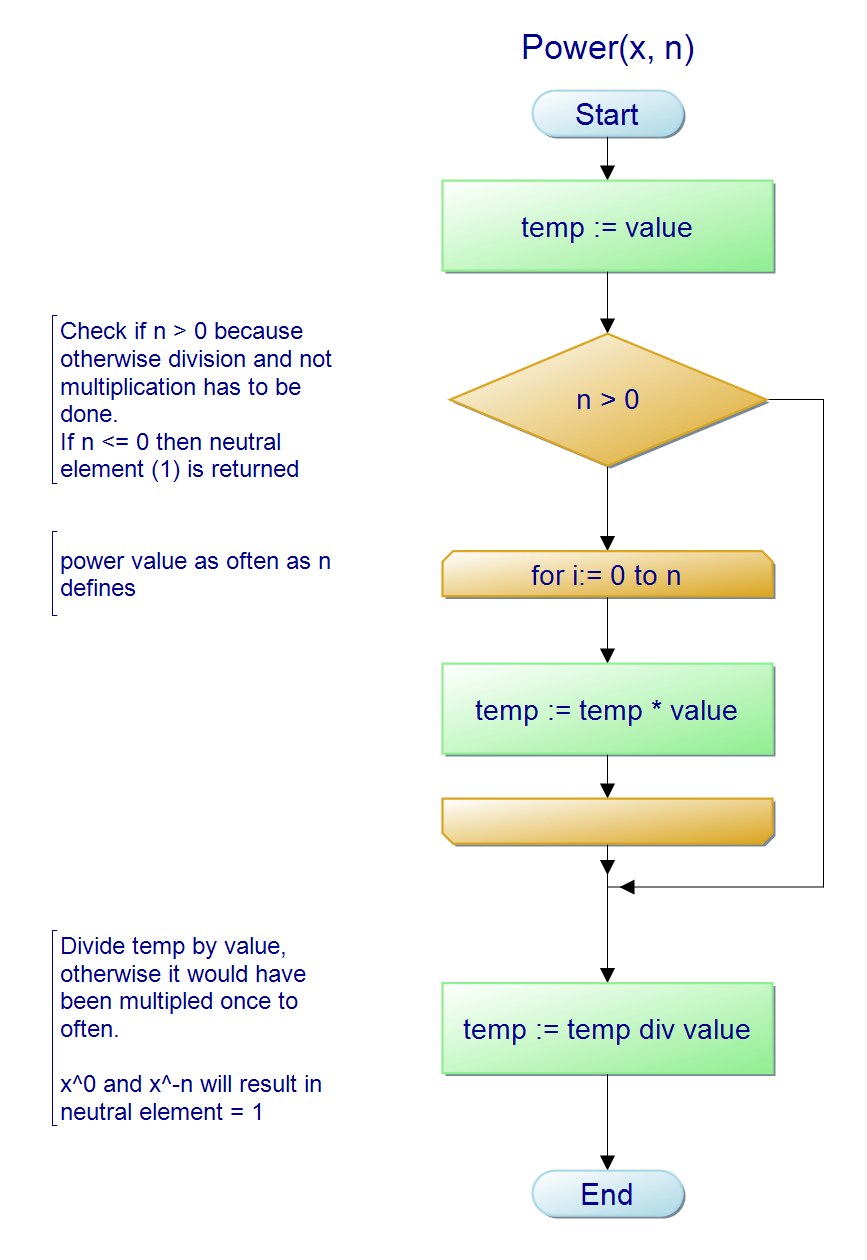 Power(x, n)
Start
temp := value
Check if n > 0 because
otherwise division and not
multiplication has to be
done.
If n <= 0 then neutral
element (1) is returned
n > 0
power value as often as n
defines
for i:= 0 to n
temp := temp * value
Divide temp by value,
otherwise it would have
been multipled once to
often.
x^0 and x^-n will result in
neutral element = 1
temp := temp div value
End